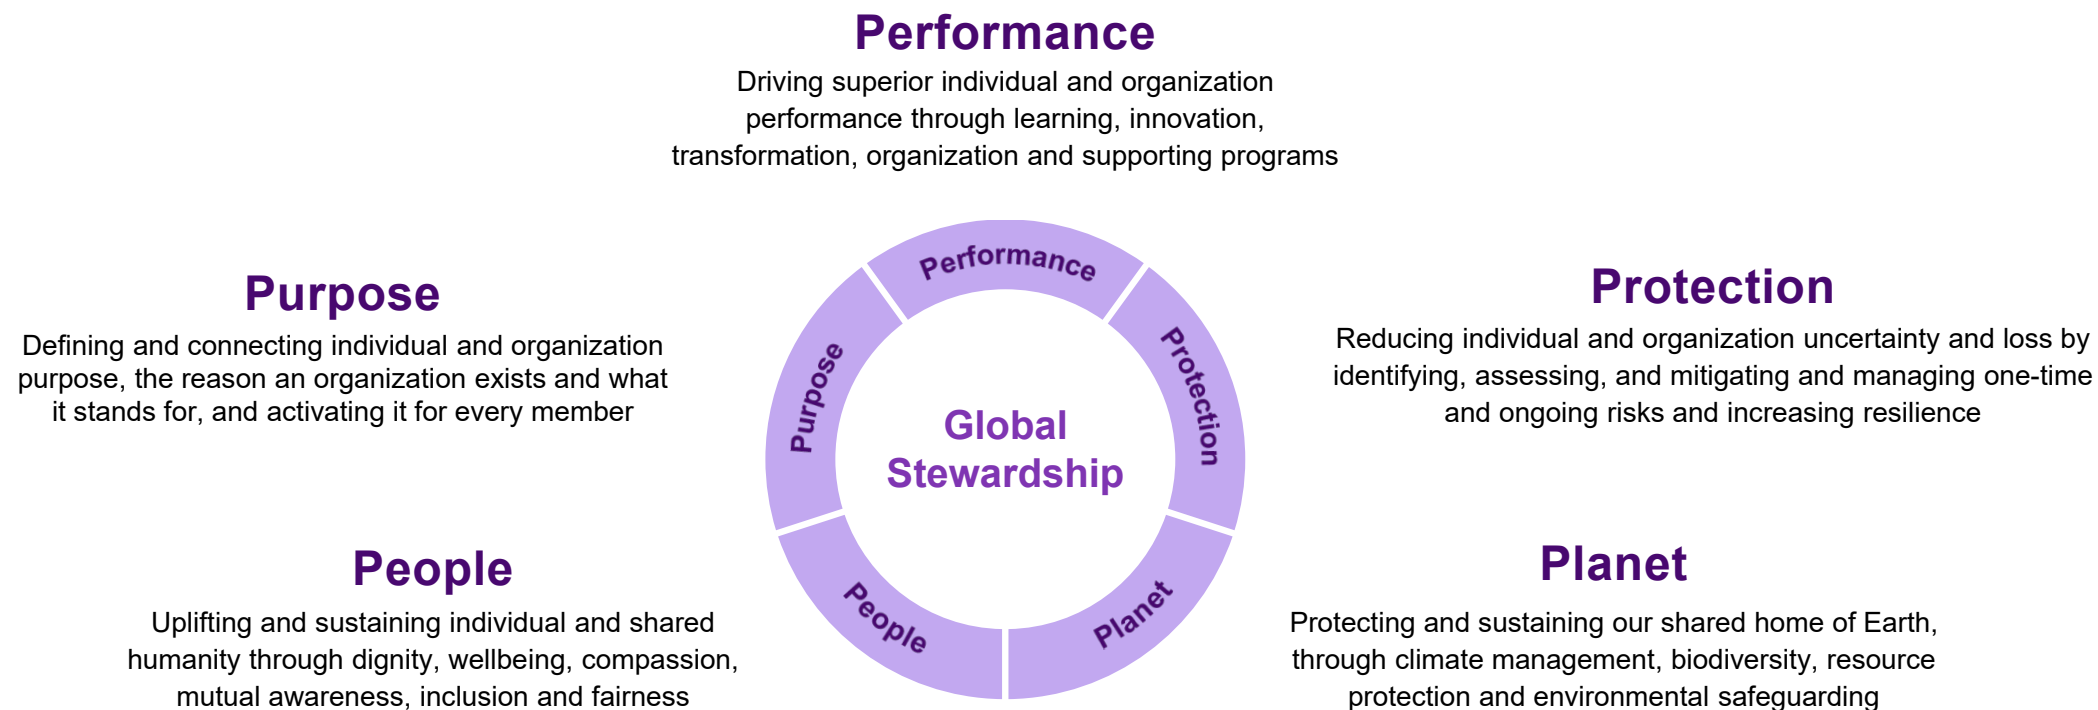 Performance
Driving superior individual and organization
performance through learning, innovation,
transformation, organization and supporting programs
Purpose
Defining and connecting individual and organization
purpose, the reason an organization exists and what
it stands for, and activating it for every member
People
Uplifting and sustaining individual and shared
humanity through dignity, wellbeing, compassion,
mutual awareness, inclusion and fairness
Performance
Purpose
Protection
People
Planet
Global
Stewardship
Protection
Reducing individual and organization uncertainty and loss by
identifying, assessing, and mitigating and managing one-time
and ongoing risks and increasing resilience
Planet
Protecting and sustaining our shared home of Earth,
through climate management, biodiversity, resource
protection and environmental safeguarding